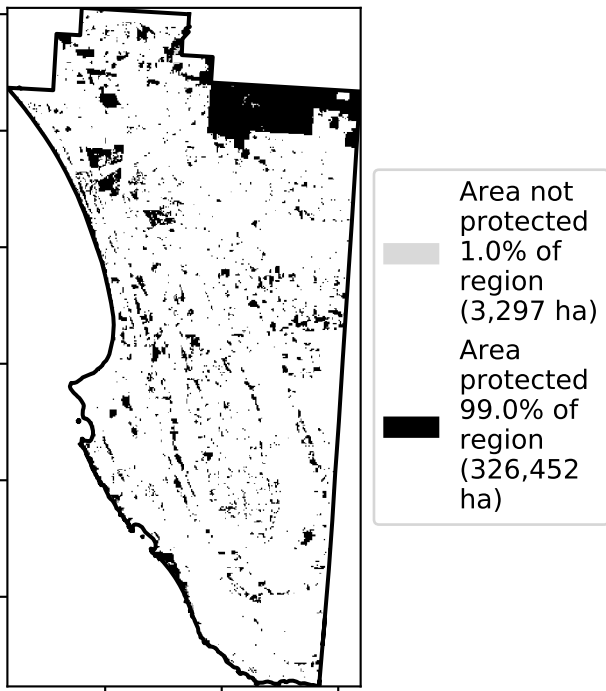 Area not
protected
1.0% of
region
(3,297 ha)
Area
protected
99.0% of
region
(326,452
ha)